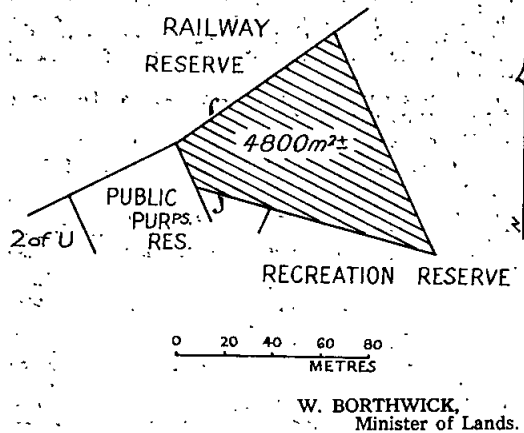 RAILWAY
RESERVE
4800m²±
PUBLIC
PURPS.
RES.
2 of U
RECREATION RESERVE
0 20 40 60 80
METRES
W. BORTHWICK,
Minister of Lands.
N